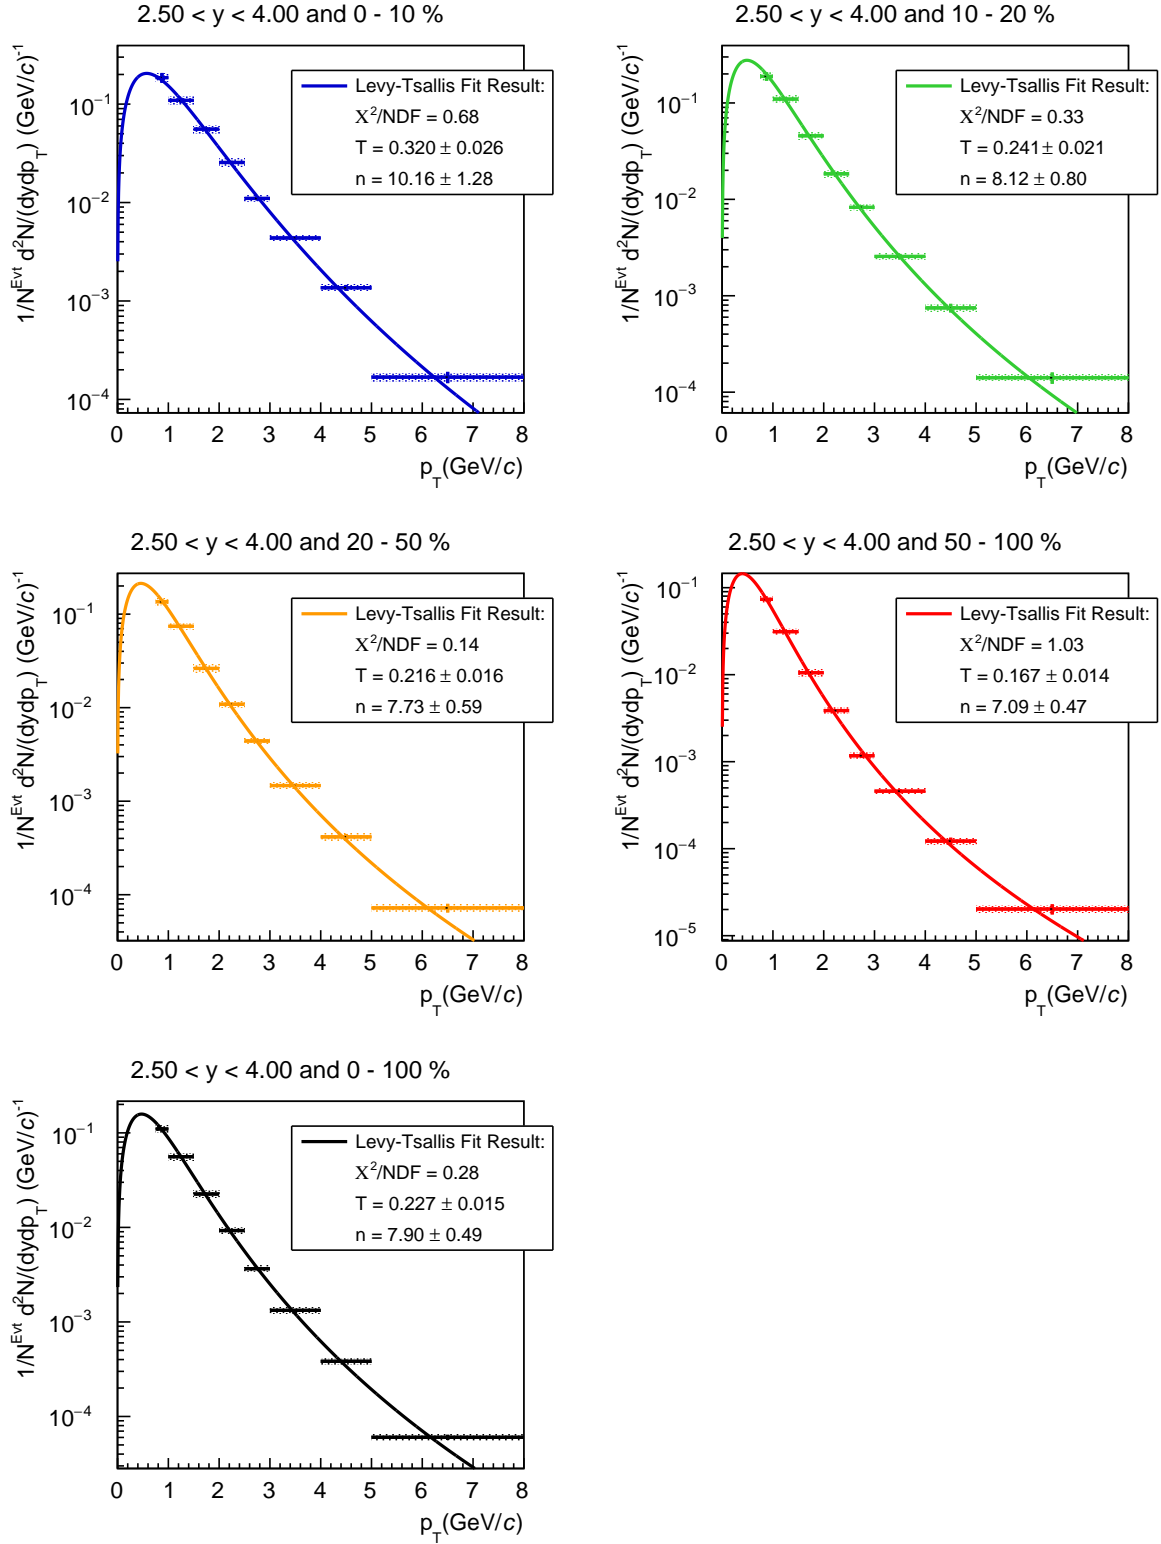 2.50 < y < 4.00 and 0 - 10 %
1/N^Evt d²N/(dydp_T) (GeV/c)⁻¹
10⁻¹
10⁻²
10⁻³
10⁻⁴
Levy-Tsallis Fit Result:
Χ²/NDF = 0.68
T = 0.320 ± 0.026
n = 10.16 ± 1.28
0 1 2 3 4 5 6 7 8
p_T(GeV/c)
2.50 < y < 4.00 and 10 - 20 %
1/N^Evt d²N/(dydp_T) (GeV/c)⁻¹
10⁻¹
10⁻²
10⁻³
10⁻⁴
Levy-Tsallis Fit Result:
Χ²/NDF = 0.33
T = 0.241 ± 0.021
n = 8.12 ± 0.80
0 1 2 3 4 5 6 7 8
p_T(GeV/c)
2.50 < y < 4.00 and 20 - 50 %
1/N^Evt d²N/(dydp_T) (GeV/c)⁻¹
10⁻¹
10⁻²
10⁻³
10⁻⁴
Levy-Tsallis Fit Result:
Χ²/NDF = 0.14
T = 0.216 ± 0.016
n = 7.73 ± 0.59
0 1 2 3 4 5 6 7 8
p_T(GeV/c)
2.50 < y < 4.00 and 50 - 100 %
1/N^Evt d²N/(dydp_T) (GeV/c)⁻¹
10⁻¹
10⁻²
10⁻³
10⁻⁴
10⁻⁵
Levy-Tsallis Fit Result:
Χ²/NDF = 1.03
T = 0.167 ± 0.014
n = 7.09 ± 0.47
0 1 2 3 4 5 6 7 8
p_T(GeV/c)
2.50 < y < 4.00 and 0 - 100 %
1/N^Evt d²N/(dydp_T) (GeV/c)⁻¹
10⁻¹
10⁻²
10⁻³
10⁻⁴
Levy-Tsallis Fit Result:
Χ²/NDF = 0.28
T = 0.227 ± 0.015
n = 7.90 ± 0.49
0 1 2 3 4 5 6 7 8
p_T(GeV/c)